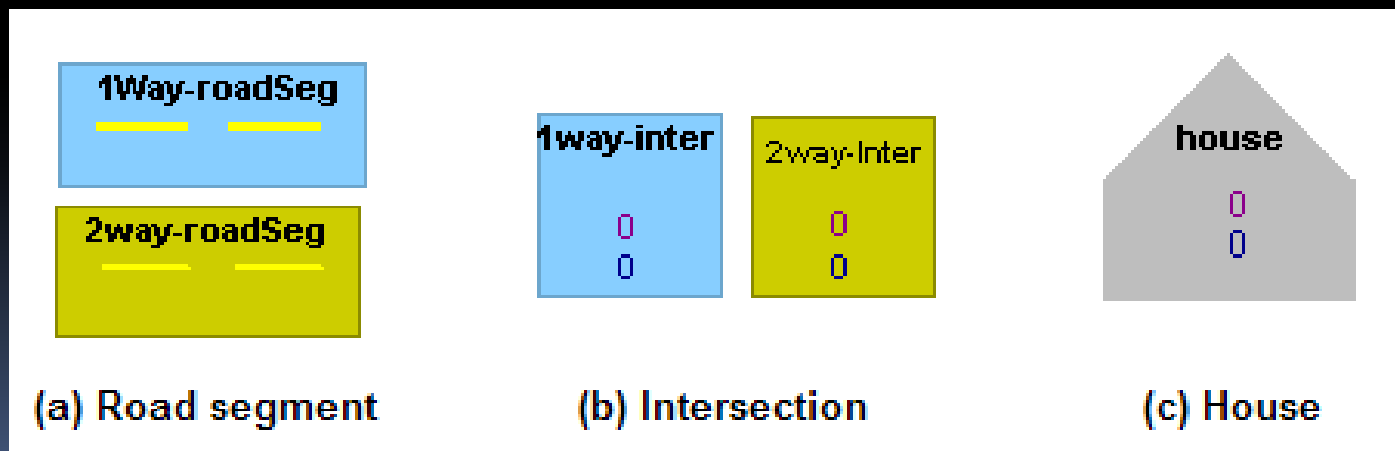 1Way-roadSeg
2way-roadSeg
(a) Road segment
1way-inter
0
0
2way-Inter
0
0
(b) Intersection
house
0
0
(c) House